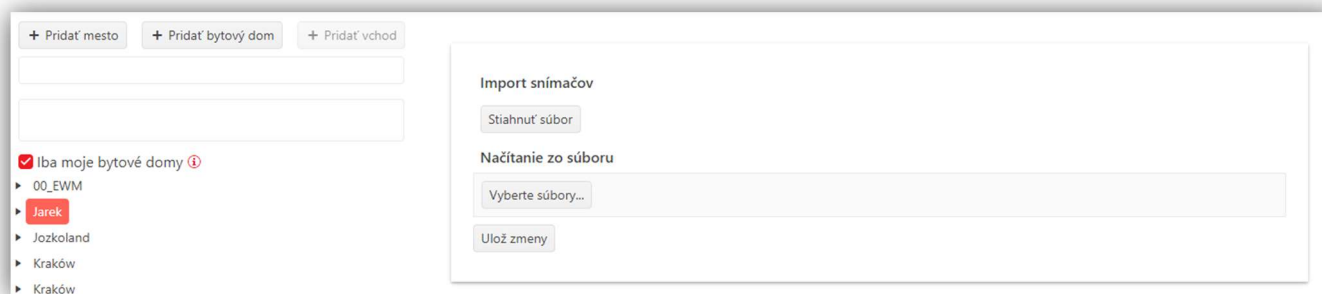 + Pridať mesto + Pridať bytový dom + Pridať vchod
Iba moje bytové domy
00_EWM
Jarek
Jozkoland
Kraków
Kraków
Import snímačov
Stiahnuť súbor
Načítanie zo súboru
Vyberte súbory...
Ulož zmeny